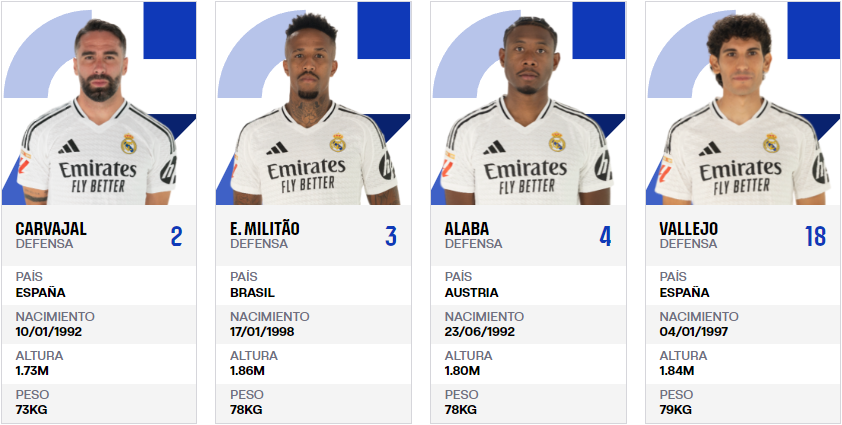 Emirates
FLY BETTER
CARVAJAL
2
DEFENSA
PAÍS
ESPAÑA
NACIMIENTO
10/01/1992
ALTURA
1.73M
PESO
73KG
Emirates
FLY BETTER
E. MILITÃO
3
DEFENSA
PAÍS
BRASIL
NACIMIENTO
17/01/1998
ALTURA
1.86M
PESO
78KG
Emirates
FLY BETTER
ALABA
4
DEFENSA
PAÍS
AUSTRIA
NACIMIENTO
23/06/1992
ALTURA
1.80M
PESO
78KG
Emirates
FLY BETTER
VALLEJO
18
DEFENSA
PAÍS
ESPAÑA
NACIMIENTO
04/01/1997
ALTURA
1.84M
PESO
79KG